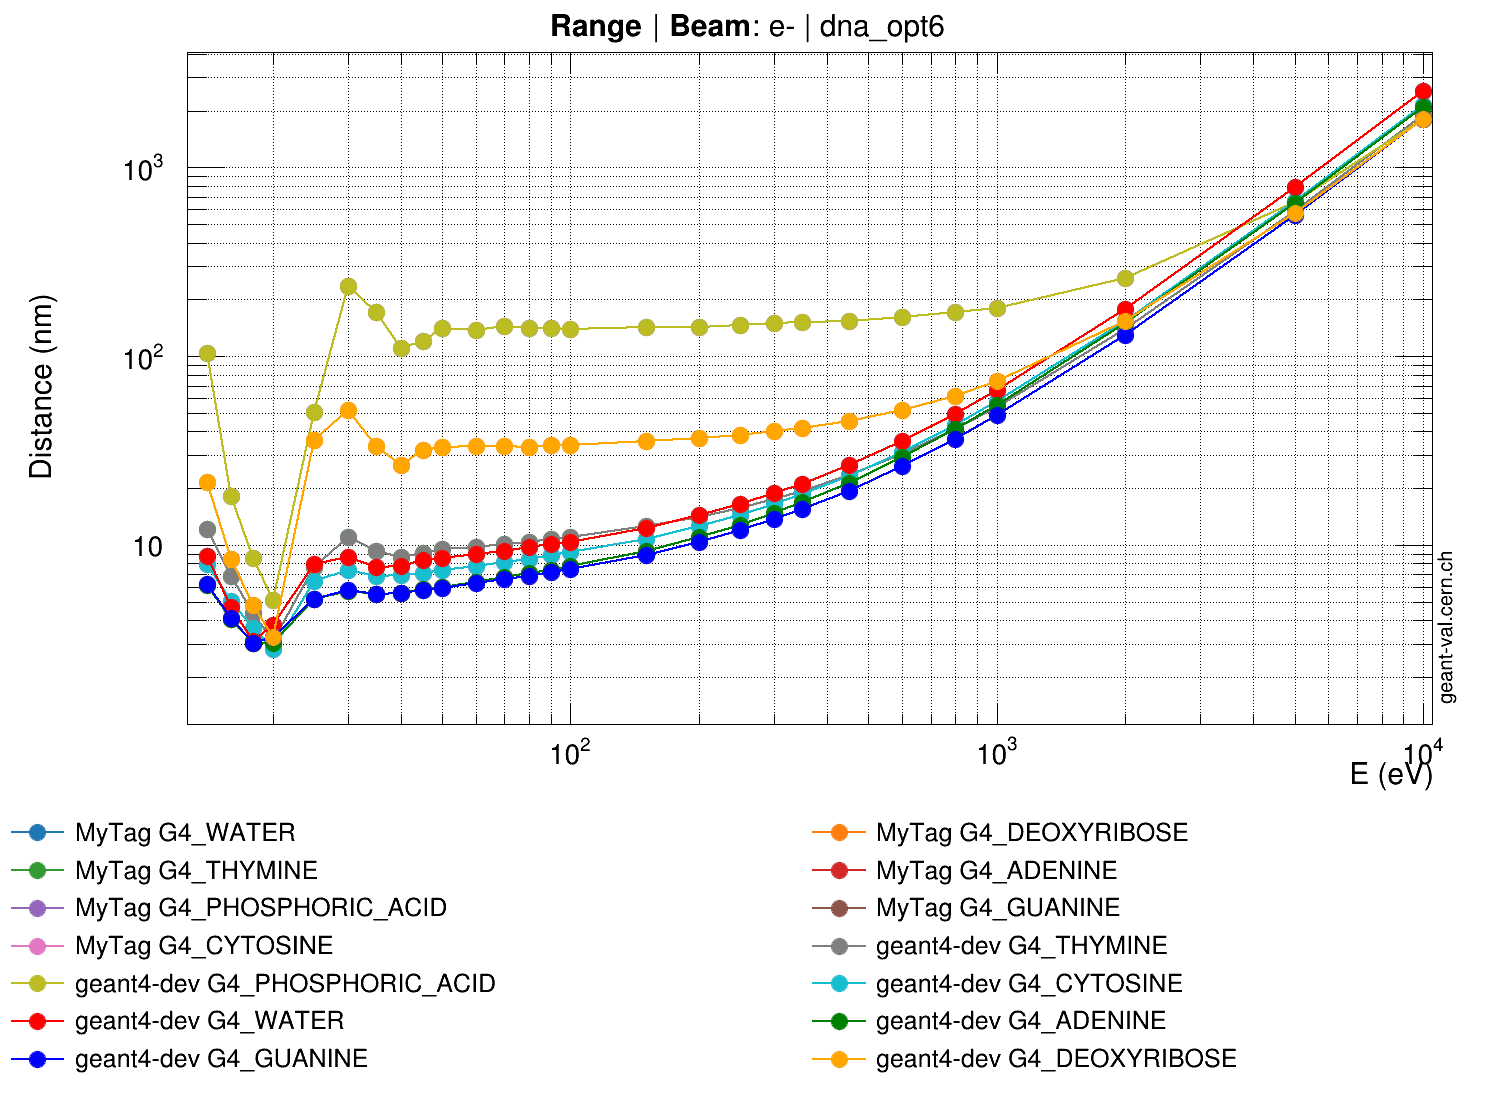 Range | Beam: e- | dna_opt6
Distance (nm)
10³
10²
10
10²
10³
10⁴
E (eV)
geant-val.cern.ch
MyTag G4_WATER
MyTag G4_DEOXYRIBOSE
MyTag G4_THYMINE
MyTag G4_ADENINE
MyTag G4_PHOSPHORIC_ACID
MyTag G4_GUANINE
MyTag G4_CYTOSINE
geant4-dev G4_THYMINE
geant4-dev G4_PHOSPHORIC_ACID
geant4-dev G4_CYTOSINE
geant4-dev G4_WATER
geant4-dev G4_ADENINE
geant4-dev G4_GUANINE
geant4-dev G4_DEOXYRIBOSE